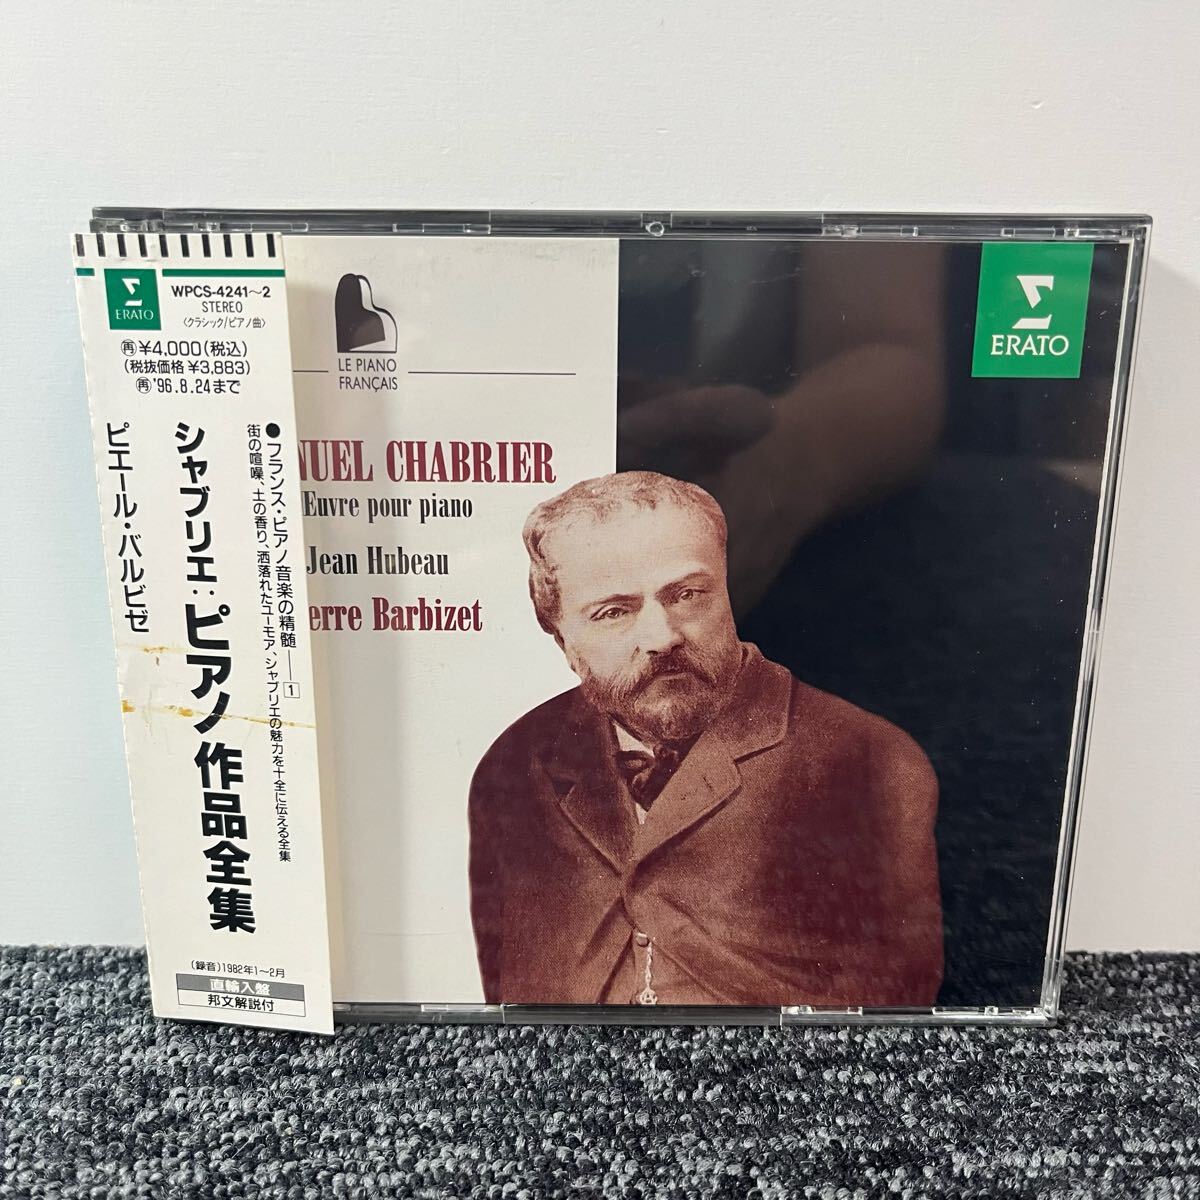 ERATO
WPCS-4241～2
STEREO
〈クラシック/ピアノ曲〉
再¥4,000(税込)
(税抜価格 ¥3,883)
再'96.8.24まで
●フランス・ピアノ音楽の精髄――1
街の喧噪、土の香り、洒落れたユーモア、シャブリエの魅力を十全に伝える全集
シャブリエ:ピアノ作品全集
ピエール・バルビゼ
(録音)1982年1～2月
直輸入盤
邦文解説付
LE PIANO
FRANÇAIS
NUEL CHABRIER
Œuvre pour piano
Jean Hubeau
erre Barbizet
ERATO